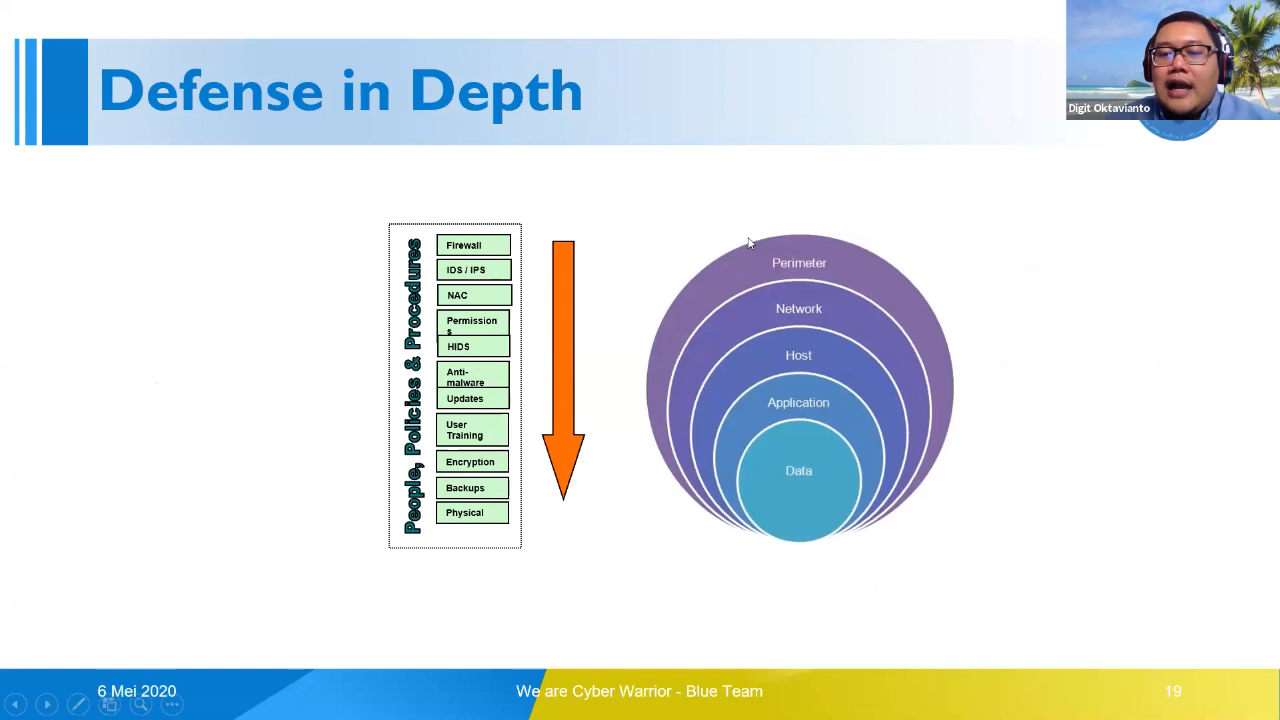 Defense in Depth
Digit Oktavianto
People, Policies & Procedures
Firewall
IDS / IPS
NAC
Permission
s
HIDS
Anti-
malware
Updates
User
Training
Encryption
Backups
Physical
Perimeter
Network
Host
Application
Data
6 Mei 2020
We are Cyber Warrior - Blue Team
19